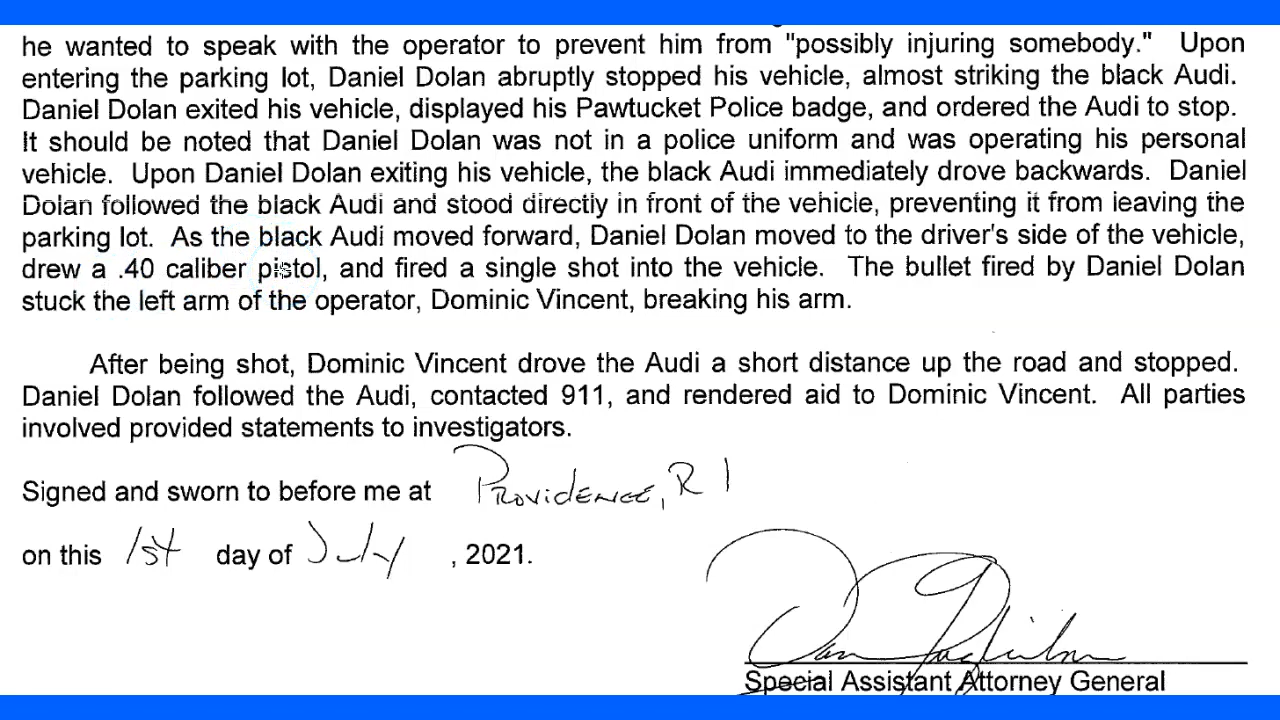 he wanted to speak with the operator to prevent him from "possibly injuring somebody." Upon
entering the parking lot, Daniel Dolan abruptly stopped his vehicle, almost striking the black Audi.
Daniel Dolan exited his vehicle, displayed his Pawtucket Police badge, and ordered the Audi to stop.
It should be noted that Daniel Dolan was not in a police uniform and was operating his personal
vehicle. Upon Daniel Dolan exiting his vehicle, the black Audi immediately drove backwards. Daniel
Dolan followed the black Audi and stood directly in front of the vehicle, preventing it from leaving the
parking lot. As the black Audi moved forward, Daniel Dolan moved to the driver's side of the vehicle,
drew a .40 caliber pistol, and fired a single shot into the vehicle. The bullet fired by Daniel Dolan
stuck the left arm of the operator, Dominic Vincent, breaking his arm.
After being shot, Dominic Vincent drove the Audi a short distance up the road and stopped.
Daniel Dolan followed the Audi, contacted 911, and rendered aid to Dominic Vincent. All parties
involved provided statements to investigators.
Signed and sworn to before me at Providence, RI
on this 1st day of July , 2021.
Special Assistant Attorney General